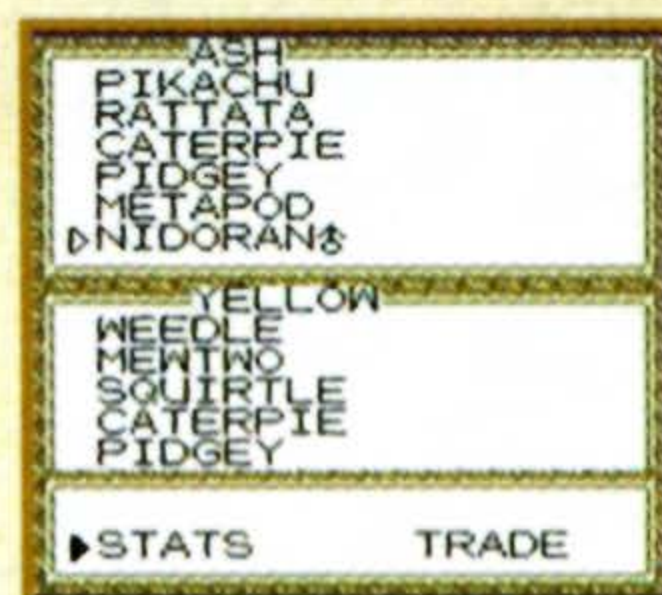 ASH
PIKACHU
RATTATA
CATERPIE
PIDGEY
METAPOD
▷NIDORAN♂
YELLOW
WEEDLE
MEWTWO
SQUIRTLE
CATERPIE
PIDGEY
▶STATS TRADE